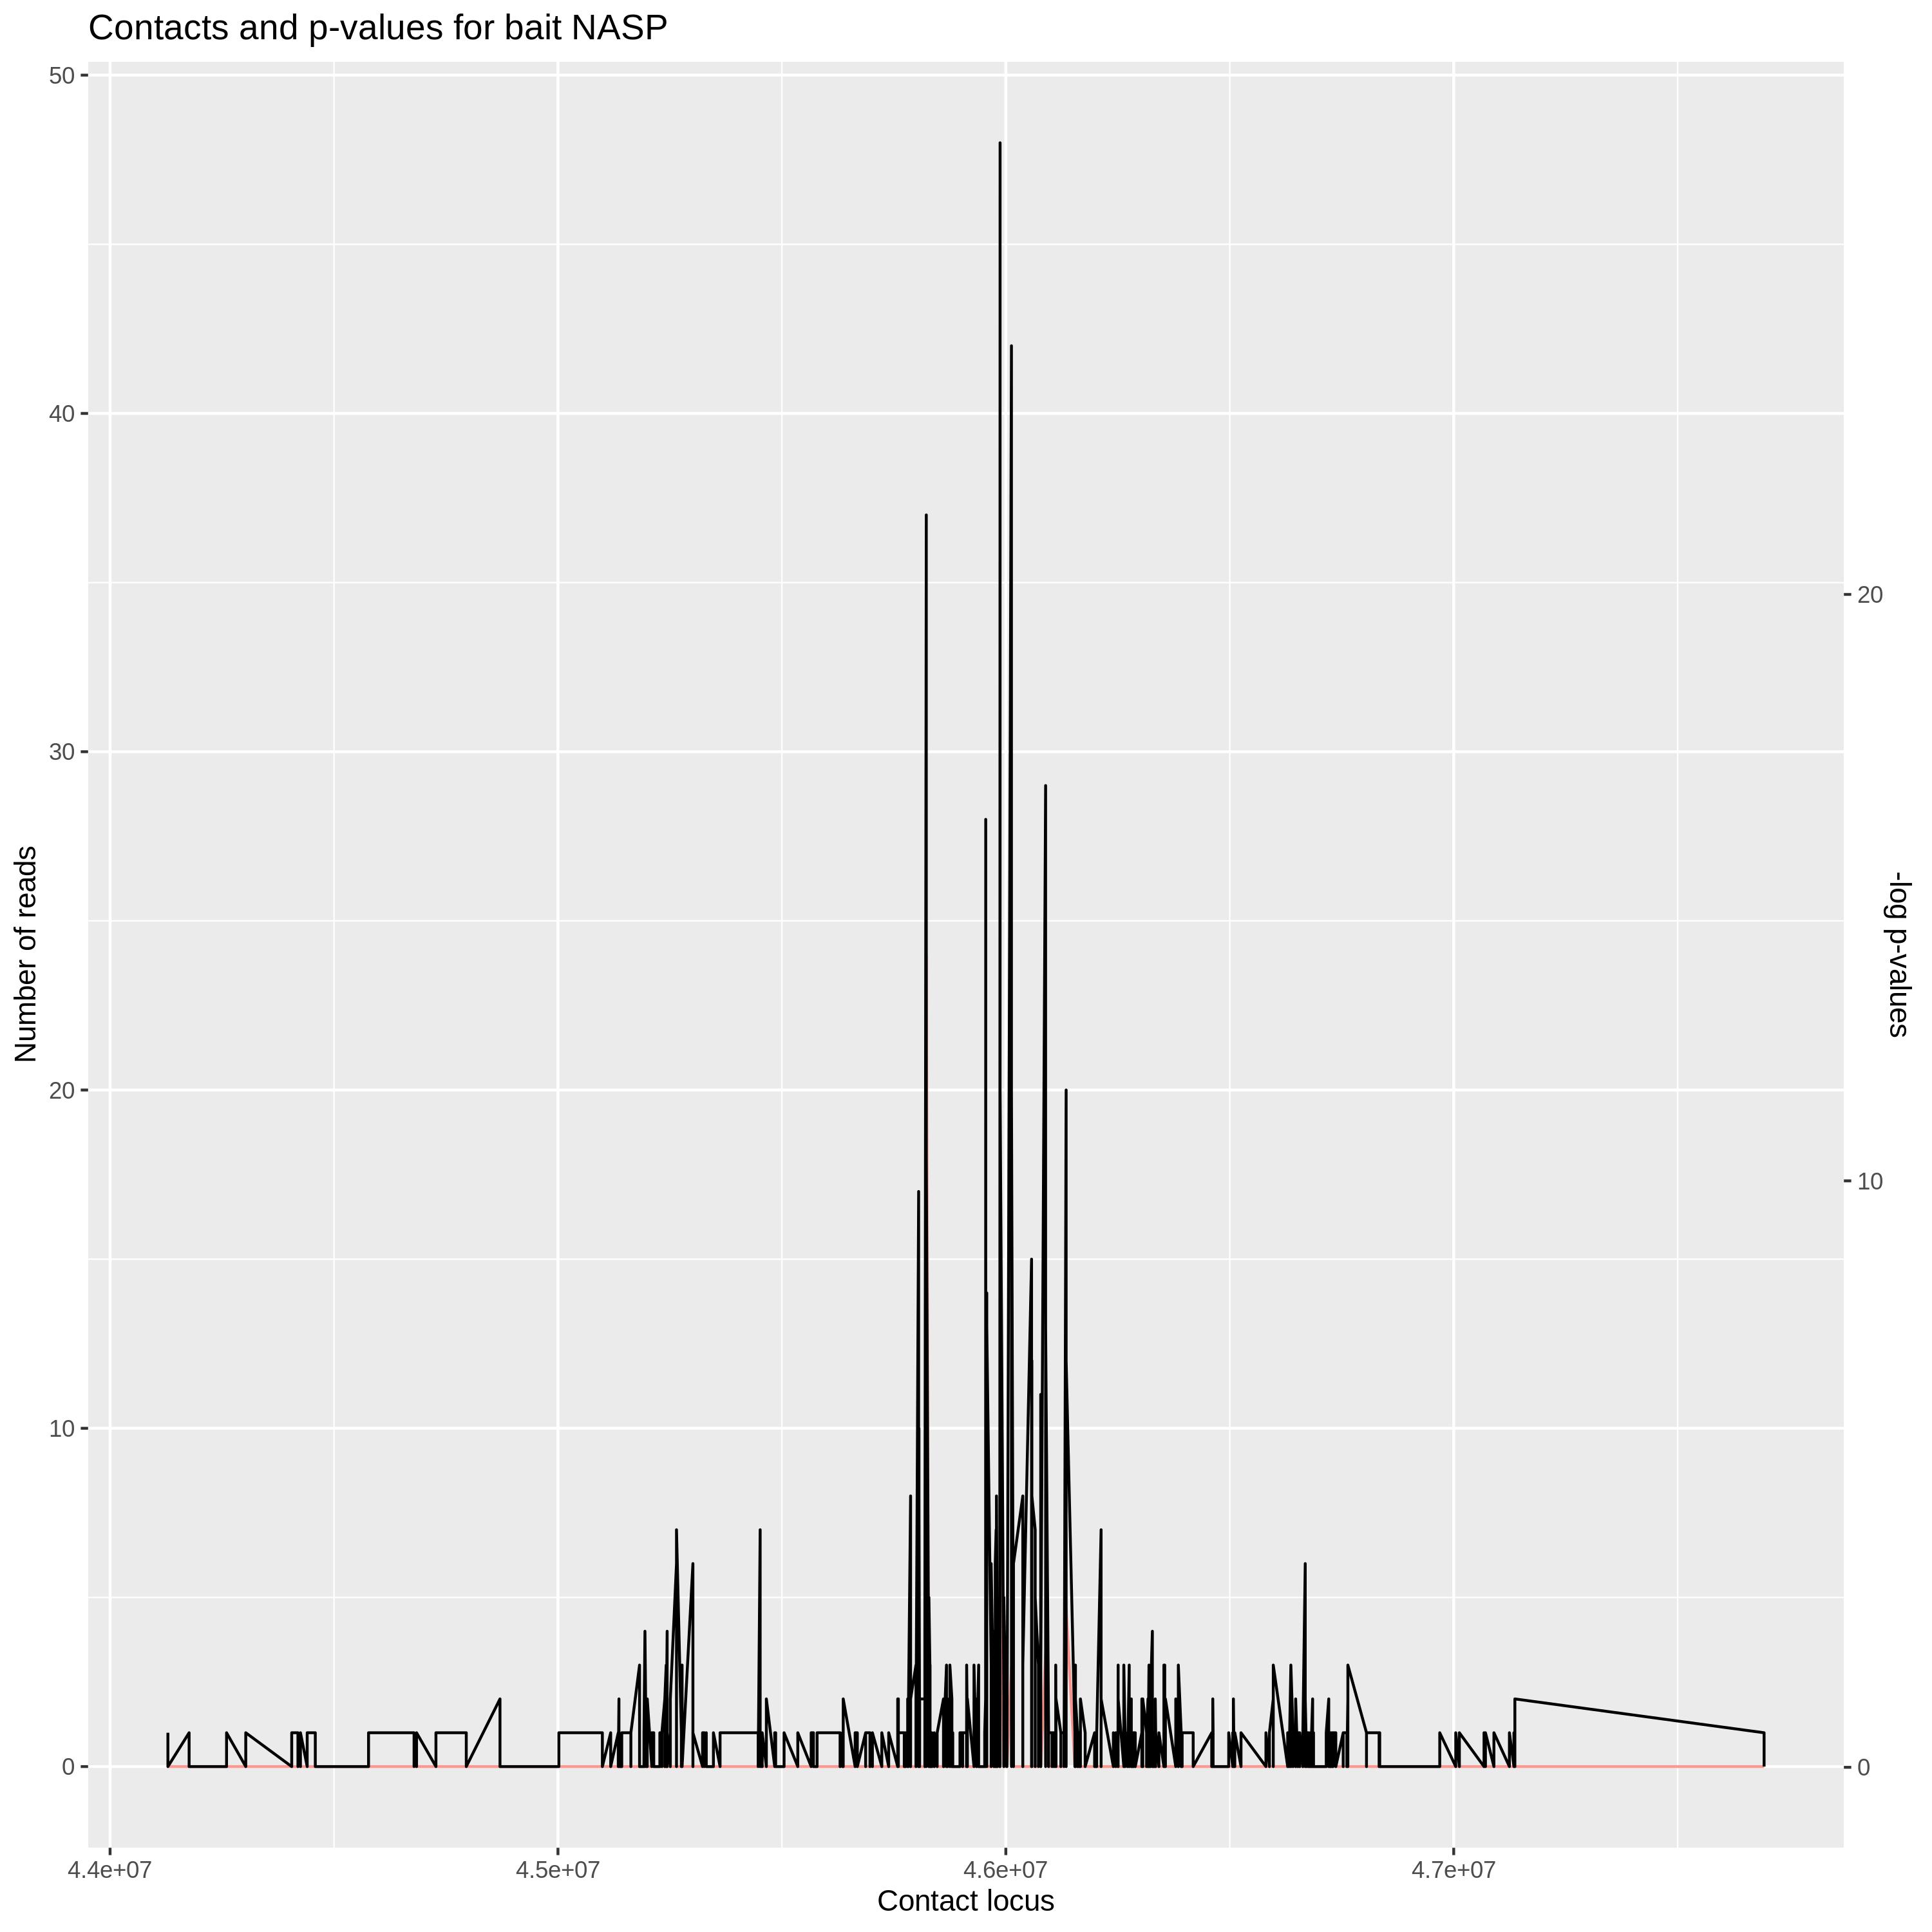 Contacts and p-values for bait NASP
50
40
30
20
10
0
Number of reads
20
10
0
-log p-values
4.4e+07
4.5e+07
4.6e+07
4.7e+07
Contact locus